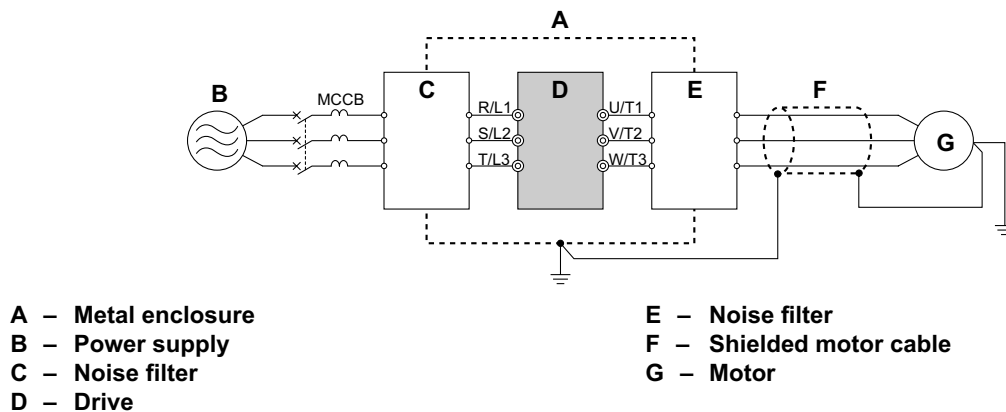 A
B
MCCB
C
R/L1
S/L2
T/L3
D
U/T1
V/T2
W/T3
E
F
G
A – Metal enclosure
B – Power supply
C – Noise filter
D – Drive
E – Noise filter
F – Shielded motor cable
G – Motor